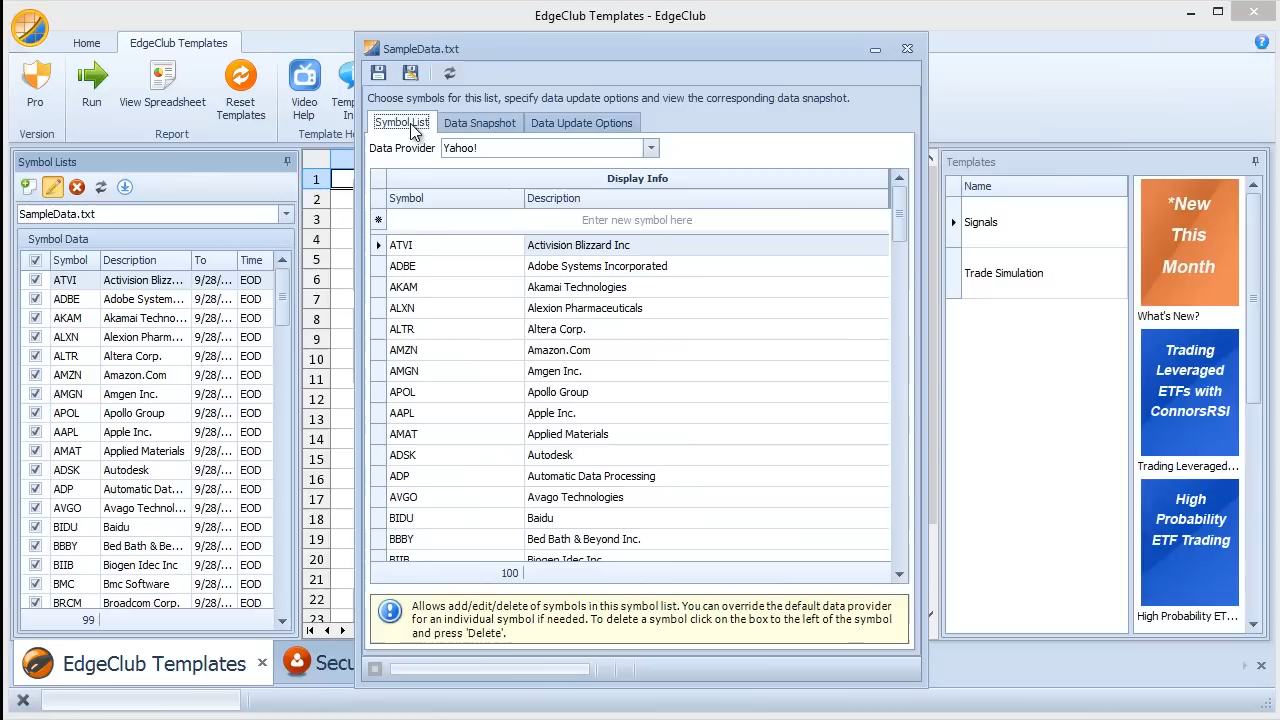 EdgeClub Templates - EdgeClub
Home
EdgeClub Templates
Pro
Run
View Spreadsheet
Reset Templates
Video Help
Version
Report
Template He
SampleData.txt
Choose symbols for this list, specify data update options and view the corresponding data snapshot.
Symbol List
Data Snapshot
Data Update Options
Data Provider
Yahoo!
Display Info
Symbol Description
Enter new symbol here
ATVI Activision Blizzard Inc
ADBE Adobe Systems Incorporated
AKAM Akamai Technologies
ALXN Alexion Pharmaceuticals
ALTR Altera Corp.
AMZN Amazon.Com
AMGN Amgen Inc.
APOL Apollo Group
AAPL Apple Inc.
AMAT Applied Materials
ADSK Autodesk
ADP Automatic Data Processing
AVGO Avago Technologies
BIDU Baidu
BBBY Bed Bath & Beyond Inc.
BIIB Biogen Idec Inc
100
Allows add/edit/delete of symbols in this symbol list. You can override the default data provider
for an individual symbol if needed. To delete a symbol click on the box to the left of the symbol
and press 'Delete'.
Symbol Lists
SampleData.txt
Symbol Data
Symbol Description To Time
ATVI Activision Blizz... 9/28/... EOD
ADBE Adobe System... 9/28/... EOD
AKAM Akamai Techno... 9/28/... EOD
ALXN Alexion Pharm... 9/28/... EOD
ALTR Altera Corp. 9/28/... EOD
AMZN Amazon.Com 9/28/... EOD
AMGN Amgen Inc. 9/28/... EOD
APOL Apollo Group 9/28/... EOD
AAPL Apple Inc. 9/28/... EOD
AMAT Applied Materials 9/28/... EOD
ADSK Autodesk 9/28/... EOD
ADP Automatic Dat... 9/28/... EOD
AVGO Avago Technol... 9/28/... EOD
BIDU Baidu 9/28/... EOD
BBBY Bed Bath & Be... 9/28/... EOD
BIIB Biogen Idec Inc 9/28/... EOD
BMC Bmc Software 9/28/... EOD
BRCM Broadcom Corp. 9/28/... EOD
99
1
2
3
4
5
6
7
8
9
10
11
12
13
14
15
16
17
18
19
20
21
22
23
Templates
Name
Signals
Trade Simulation
*New
This
Month
What's New?
Trading
Leveraged
ETFs with
ConnorsRSI
Trading Leveraged...
High
Probability
ETF Trading
High Probability ET...
EdgeClub Templates
Secu